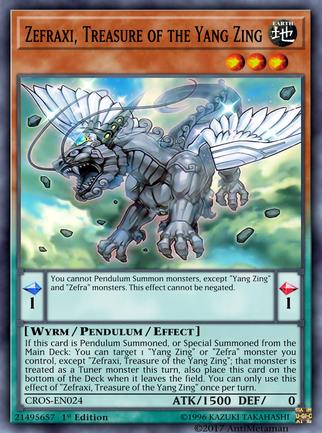 Zefraxi, Treasure of the Yang Zing
EARTH
地
You cannot Pendulum Summon monsters, except "Yang Zing"
and "Zefra" monsters. This effect cannot be negated.
1
1
[Wyrm / Pendulum / Effect]
If this card is Pendulum Summoned, or Special Summoned from the
Main Deck: You can target 1 "Yang Zing" or "Zefra" monster you
control, except "Zefraxi, Treasure of the Yang Zing"; that monster is
treated as a Tuner monster this turn, also place this card on the
bottom of the Deck when it leaves the field. You can only use this
effect of "Zefraxi, Treasure of the Yang Zing" once per turn.
CROS-EN024
ATK/1500 DEF/ 0
21495657
1st Edition
©1996 KAZUKI TAKAHASHI
©2017 AntiMetaman